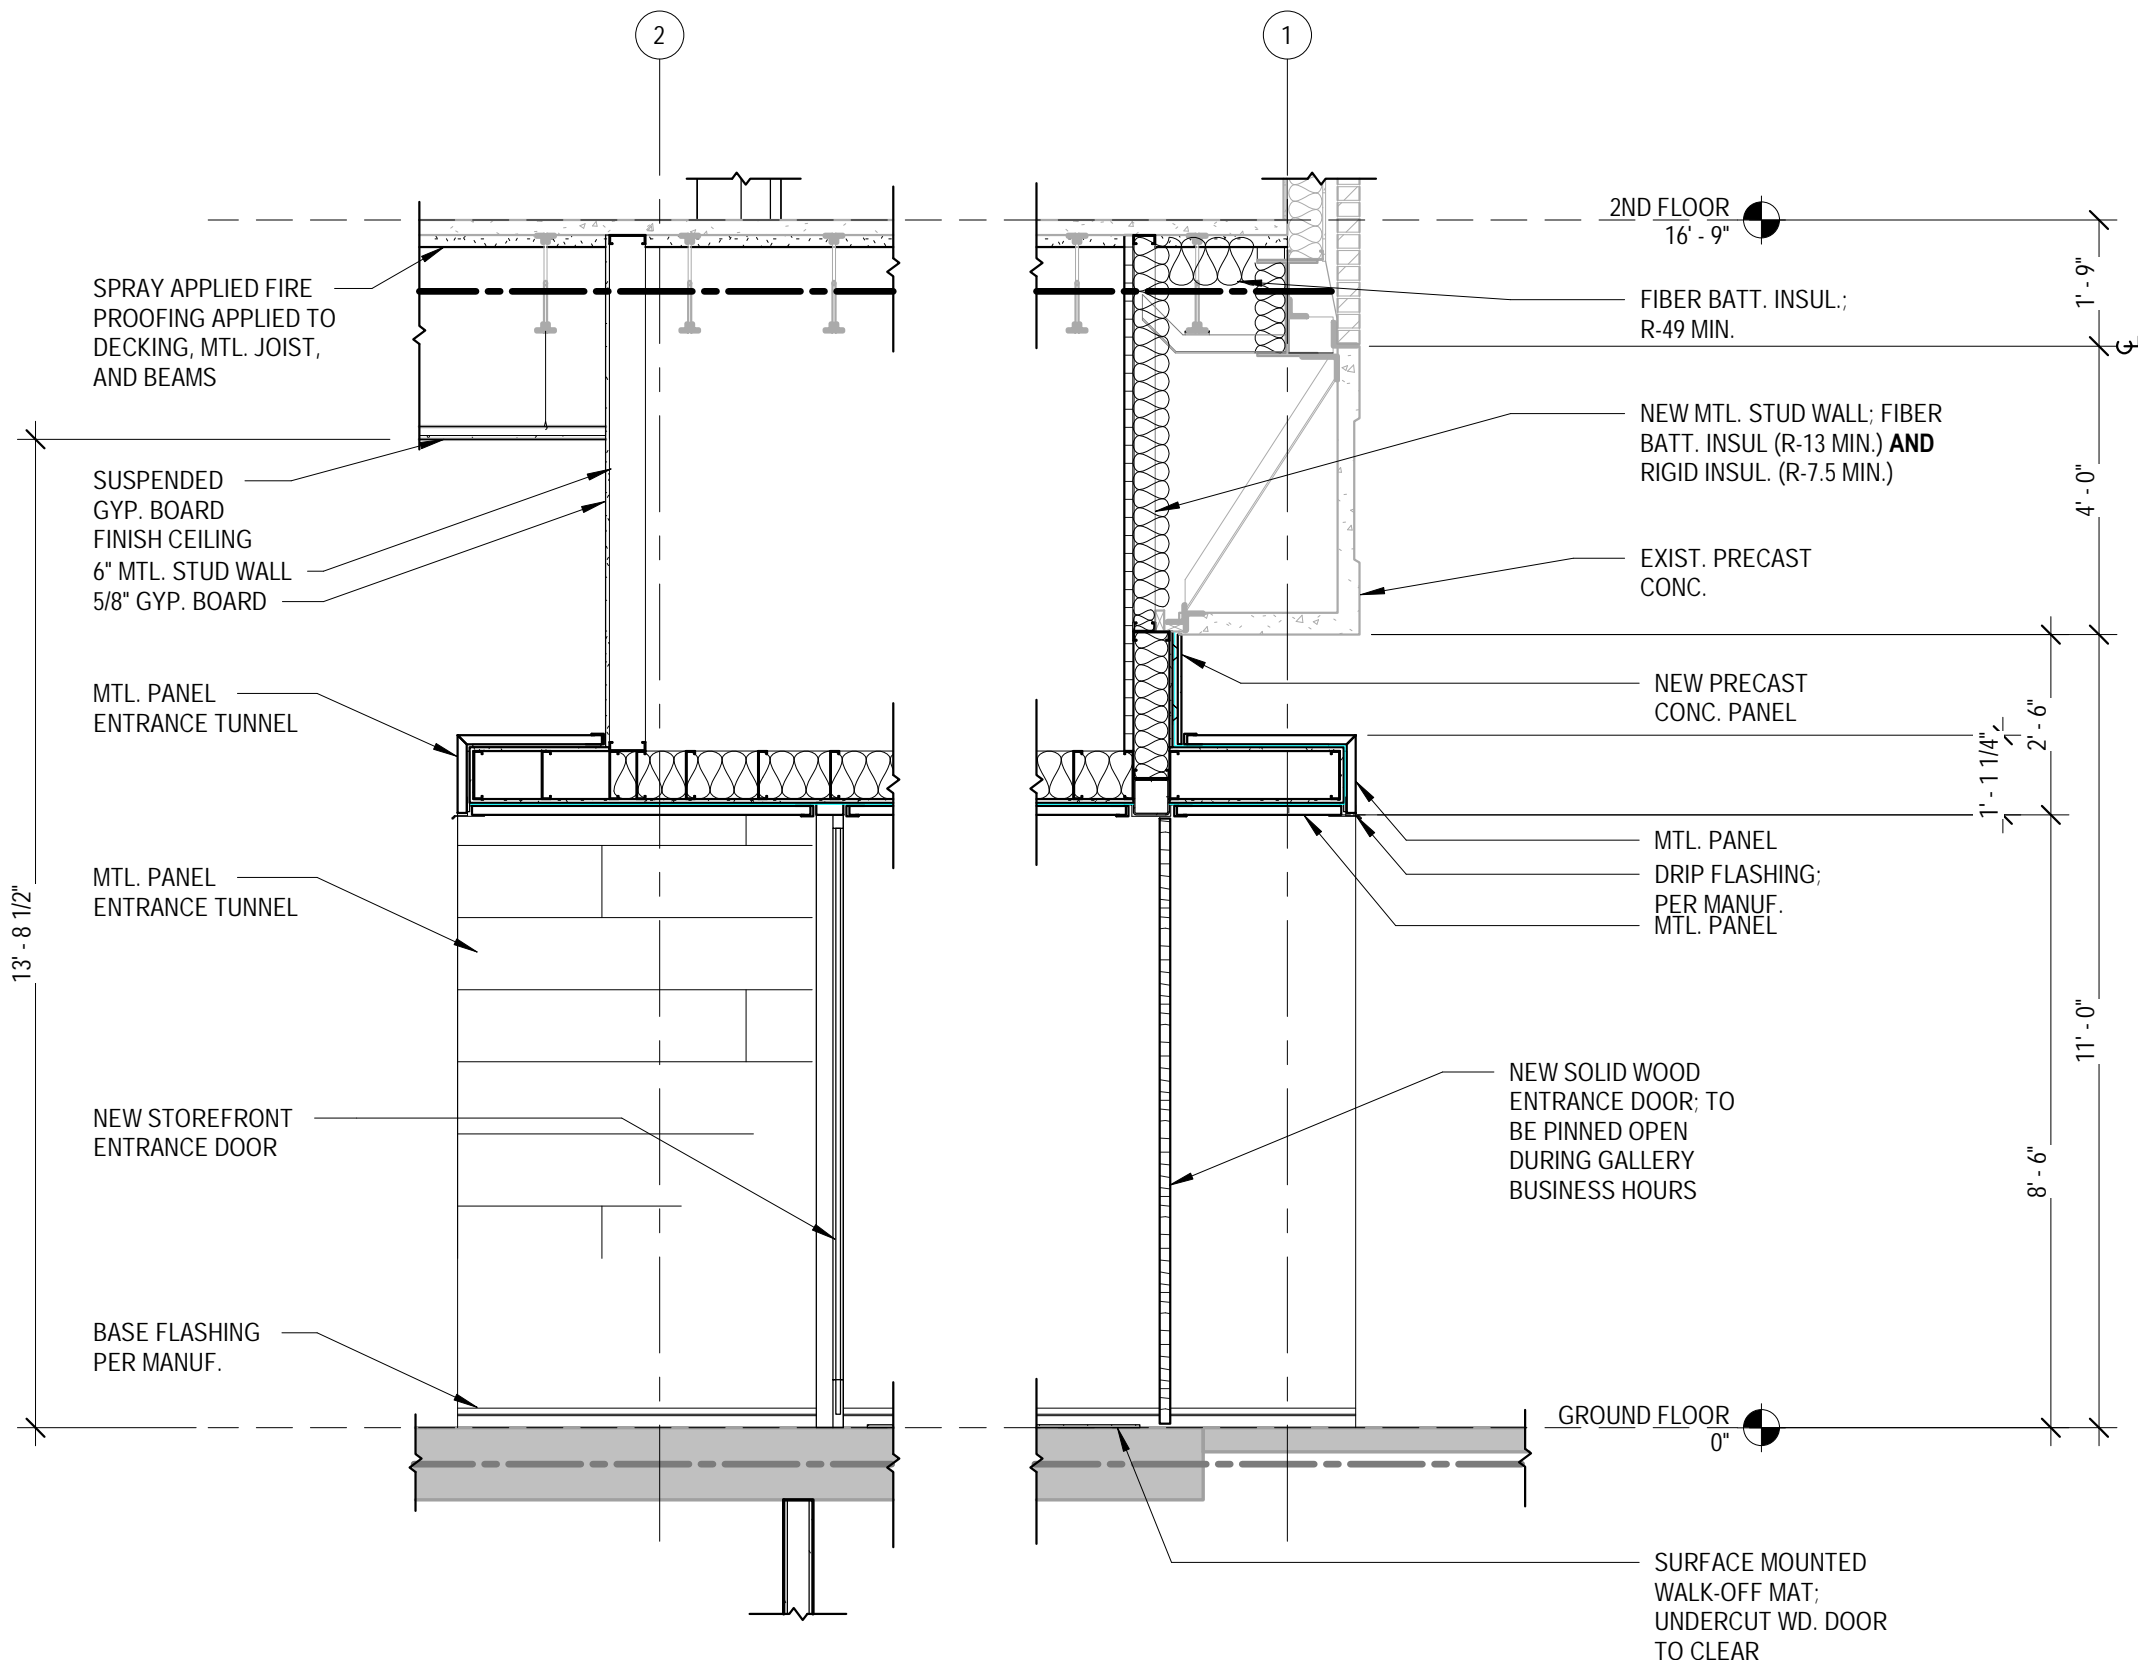 2
1
2ND FLOOR
16' - 9"
SPRAY APPLIED FIRE
PROOFING APPLIED TO
DECKING, MTL. JOIST,
AND BEAMS
SUSPENDED
GYP. BOARD
FINISH CEILING
6" MTL. STUD WALL
5/8" GYP. BOARD
MTL. PANEL
ENTRANCE TUNNEL
MTL. PANEL
ENTRANCE TUNNEL
13' - 8 1/2"
NEW STOREFRONT
ENTRANCE DOOR
BASE FLASHING
PER MANUF.
FIBER BATT. INSUL.;
R-49 MIN.
NEW MTL. STUD WALL; FIBER
BATT. INSUL (R-13 MIN.) AND
RIGID INSUL. (R-7.5 MIN.)
EXIST. PRECAST
CONC.
NEW PRECAST
CONC. PANEL
MTL. PANEL
DRIP FLASHING;
PER MANUF.
MTL. PANEL
NEW SOLID WOOD
ENTRANCE DOOR; TO
BE PINNED OPEN
DURING GALLERY
BUSINESS HOURS
GROUND FLOOR
0"
SURFACE MOUNTED
WALK-OFF MAT;
UNDERCUT WD. DOOR
TO CLEAR
1' - 9"
4' - 0"
2' - 6"
1' - 1 1/4"
11' - 0"
8' - 6"